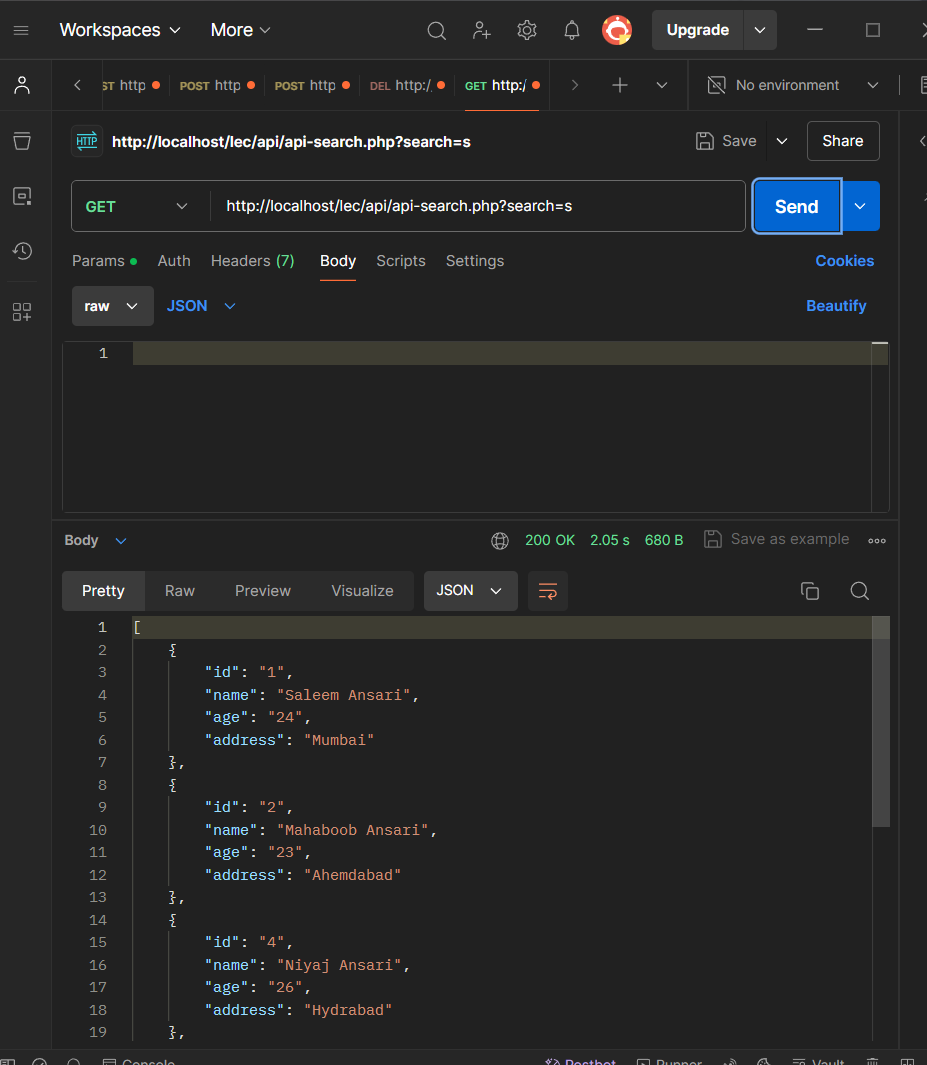 Workspaces More Upgrade
ST http POST http POST http DEL http:/, GET http:/ No environment
HTTP http://localhost/lec/api/api-search.php?search=s Save Share
GET http://localhost/lec/api/api-search.php?search=s Send
Params Auth Headers (7) Body Scripts Settings Cookies
raw JSON Beautify
1
Body 200 OK 2.05 s 680 B Save as example
Pretty Raw Preview Visualize JSON
1 [
2 {
3 "id": "1",
4 "name": "Saleem Ansari",
5 "age": "24",
6 "address": "Mumbai"
7 },
8 {
9 "id": "2",
10 "name": "Mahaboob Ansari",
11 "age": "23",
12 "address": "Ahemdabad"
13 },
14 {
15 "id": "4",
16 "name": "Niyaj Ansari",
17 "age": "26",
18 "address": "Hydrabad"
19 },
Console Postbot Runner Vault